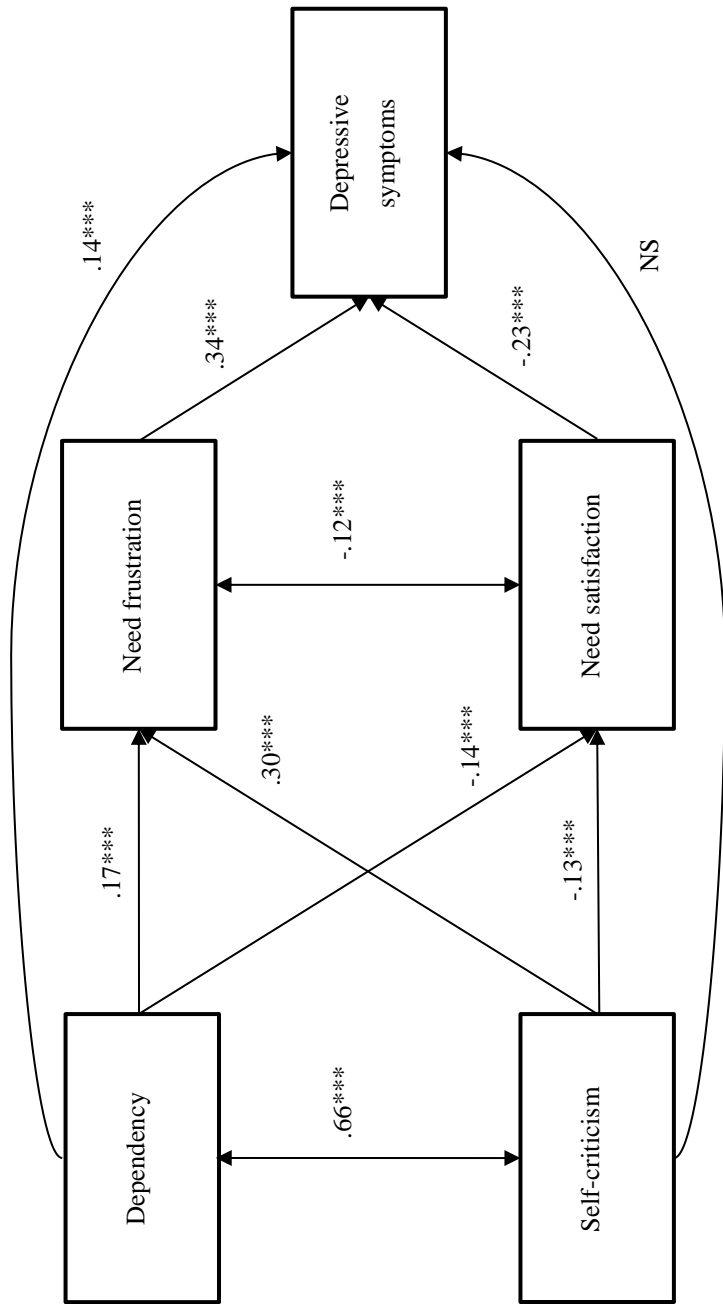 Dependency
Self-criticism
.66***
.17***
.30***
-.14***
-.13***
Need frustration
Need satisfaction
-.12***
.14***
.34***
-.23***
NS
Depressive
symptoms